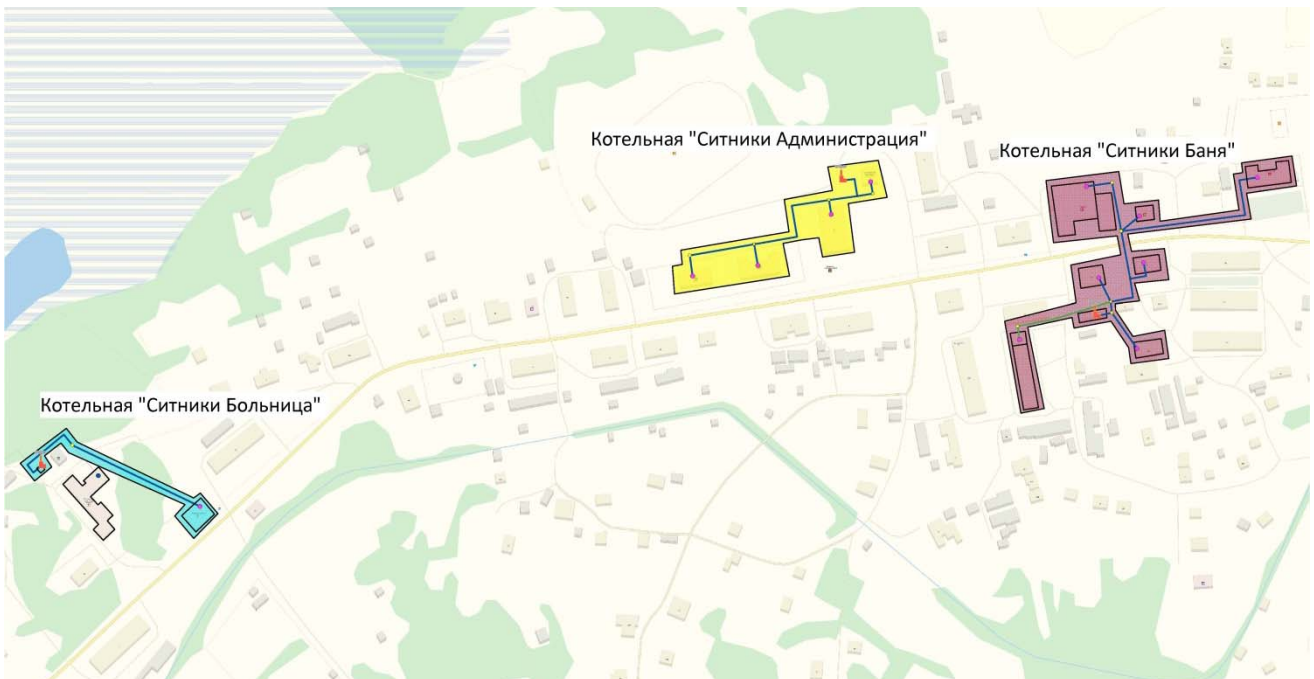 Котельная "Ситники Администрация"
Котельная "Ситники Баня"
Котельная "Ситники Больница"